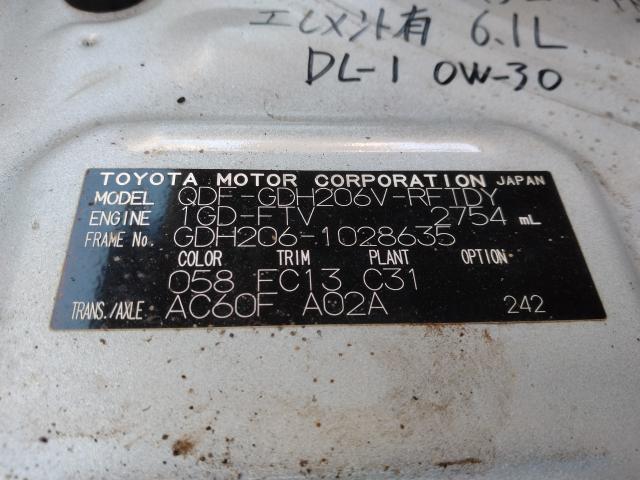 エレメント有 6.1L
DL-1 0W-30
TOYOTA MOTOR CORPORATION JAPAN
MODEL QDF-GDH206V-RFTDY
ENGINE 1GD-FTV 2754 mL
FRAME No. GDH206-1028635
COLOR TRIM PLANT OPTION
058 FC13 C31
TRANS./AXLE AC60F A02A 242